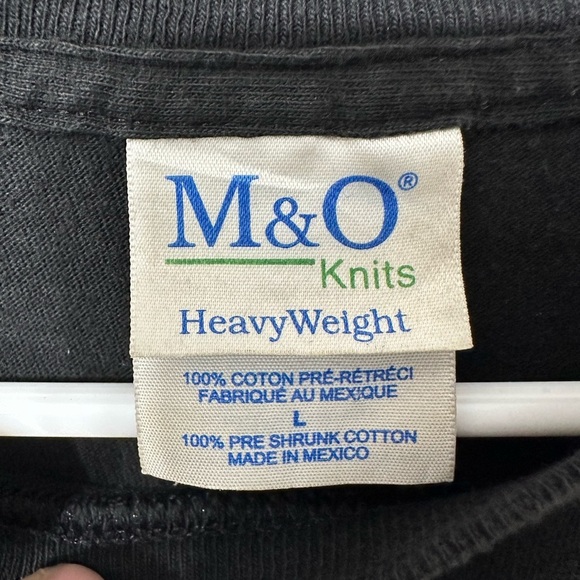 M&O®
Knits
HeavyWeight
100% COTON PRÉ-RÉTRÉCI
FABRIQUÉ AU MEXIQUE
L
100% PRE SHRUNK COTTON
MADE IN MEXICO